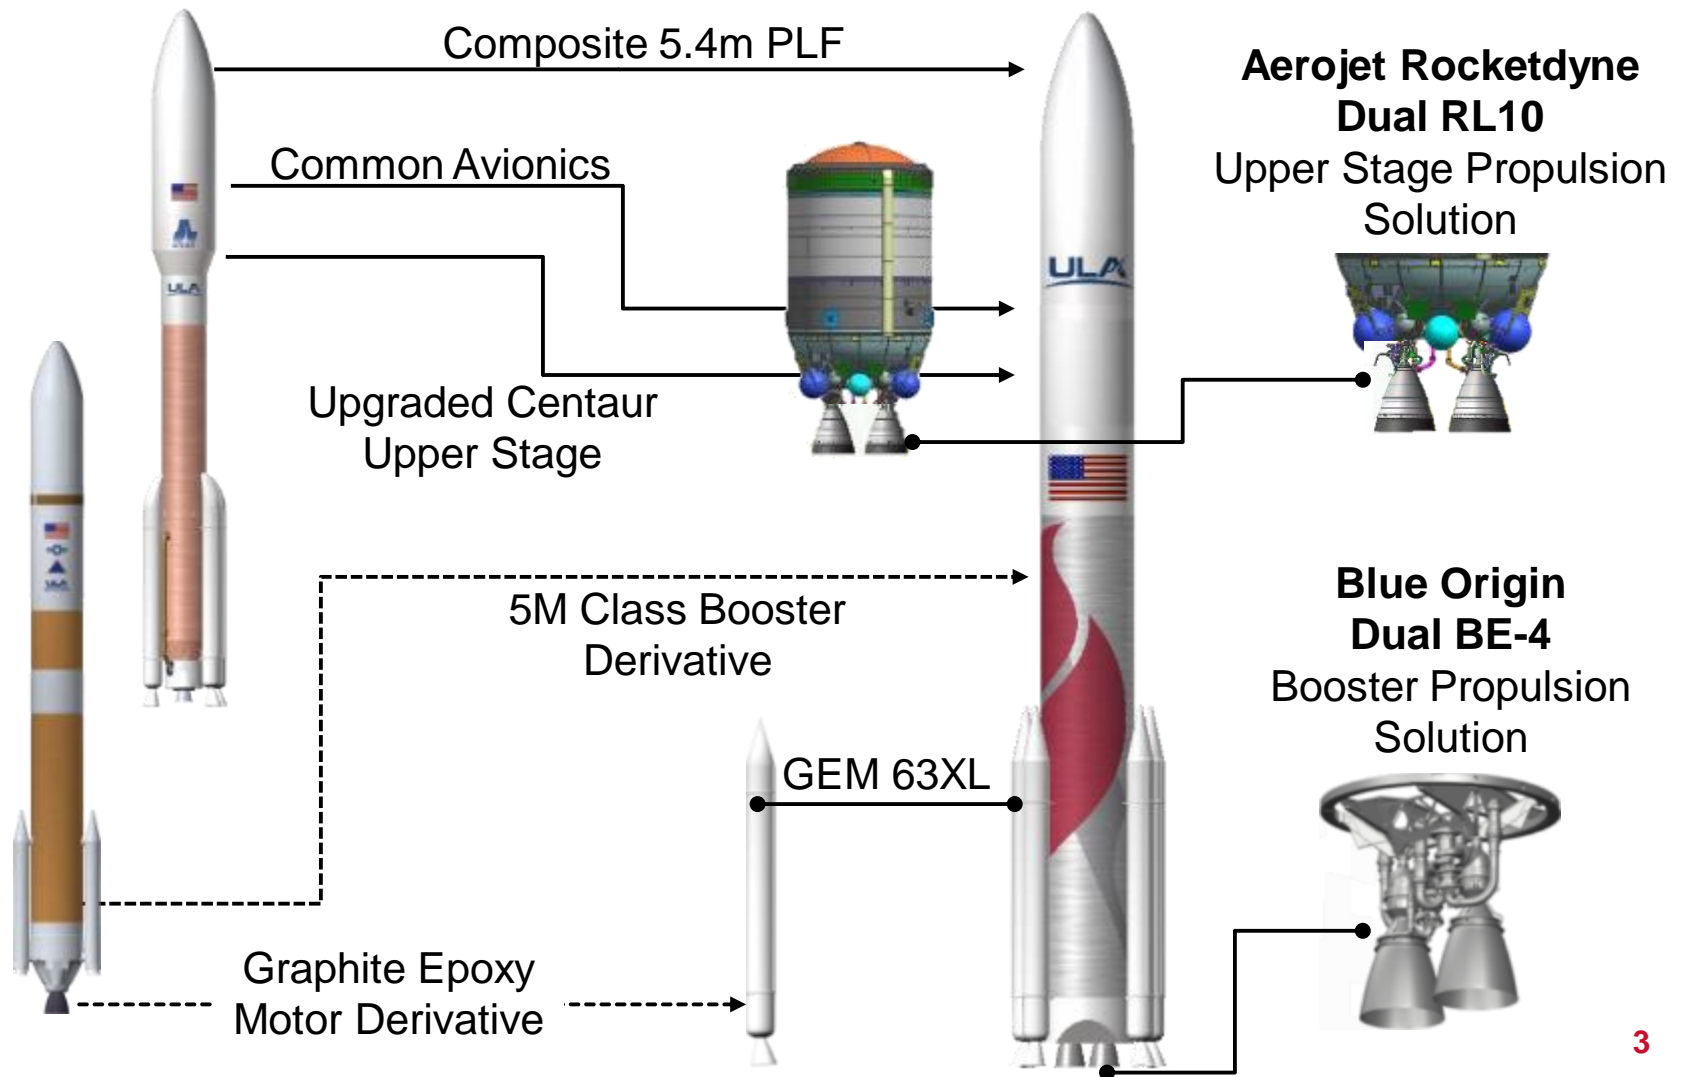 Composite 5.4m PLF
Common Avionics
Upgraded Centaur
Upper Stage
5M Class Booster
Derivative
GEM 63XL
Graphite Epoxy
Motor Derivative
ULA
ULA
ULA
Aerojet Rocketdyne
Dual RL10
Upper Stage Propulsion
Solution
Blue Origin
Dual BE-4
Booster Propulsion
Solution
3